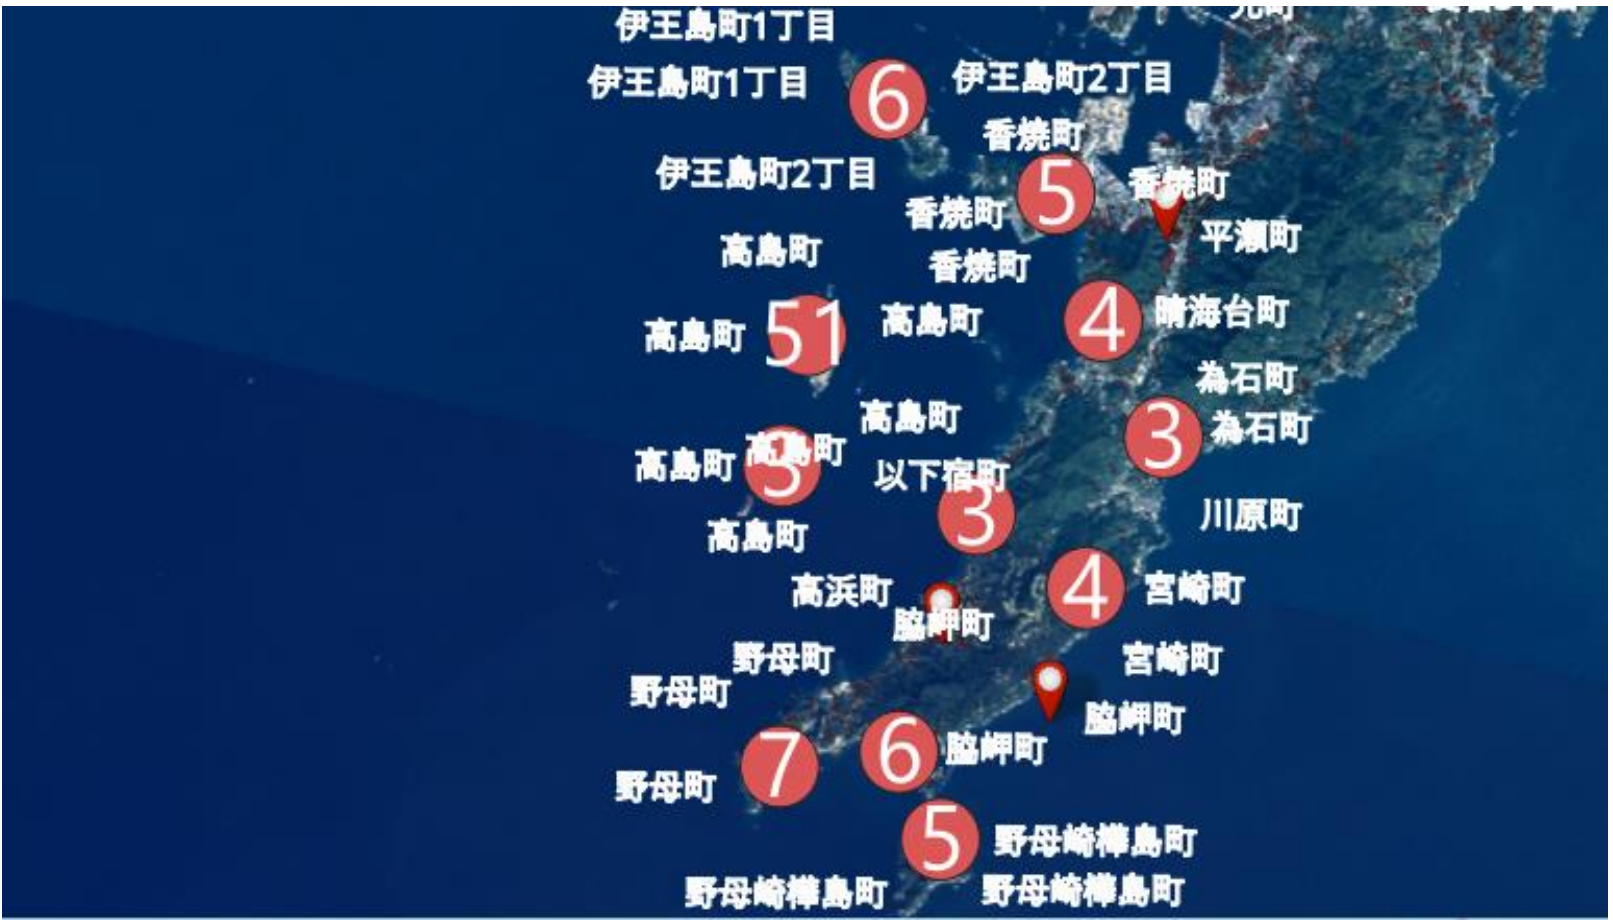 伊王島町1丁目
伊王島町1丁目
6
伊王島町2丁目
香焼町
伊王島町2丁目
5
香焼町
香焼町
平瀬町
香焼町
高島町
高島町
51
高島町
4
晴海台町
為石町
高島町
3
為石町
高島町
3
高島町
以下宿町
3
川原町
高島町
高浜町
4
宮崎町
脇岬町
野母町
宮崎町
野母町
脇岬町
7
6
脇岬町
野母町
5
野母崎樺島町
野母崎樺島町
野母崎樺島町